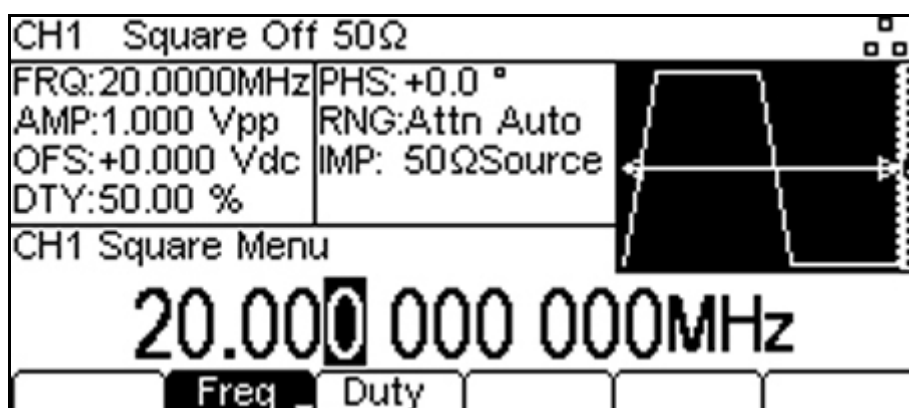 CH1 Square Off 50Ω
FRQ:20.0000MHz PHS: +0.0 °
AMP:1.000 Vpp RNG:Attn Auto
OFS:+0.000 Vdc IMP: 50ΩSource
DTY:50.00 %
CH1 Square Menu
20.000 000 000MHz
Freq Duty